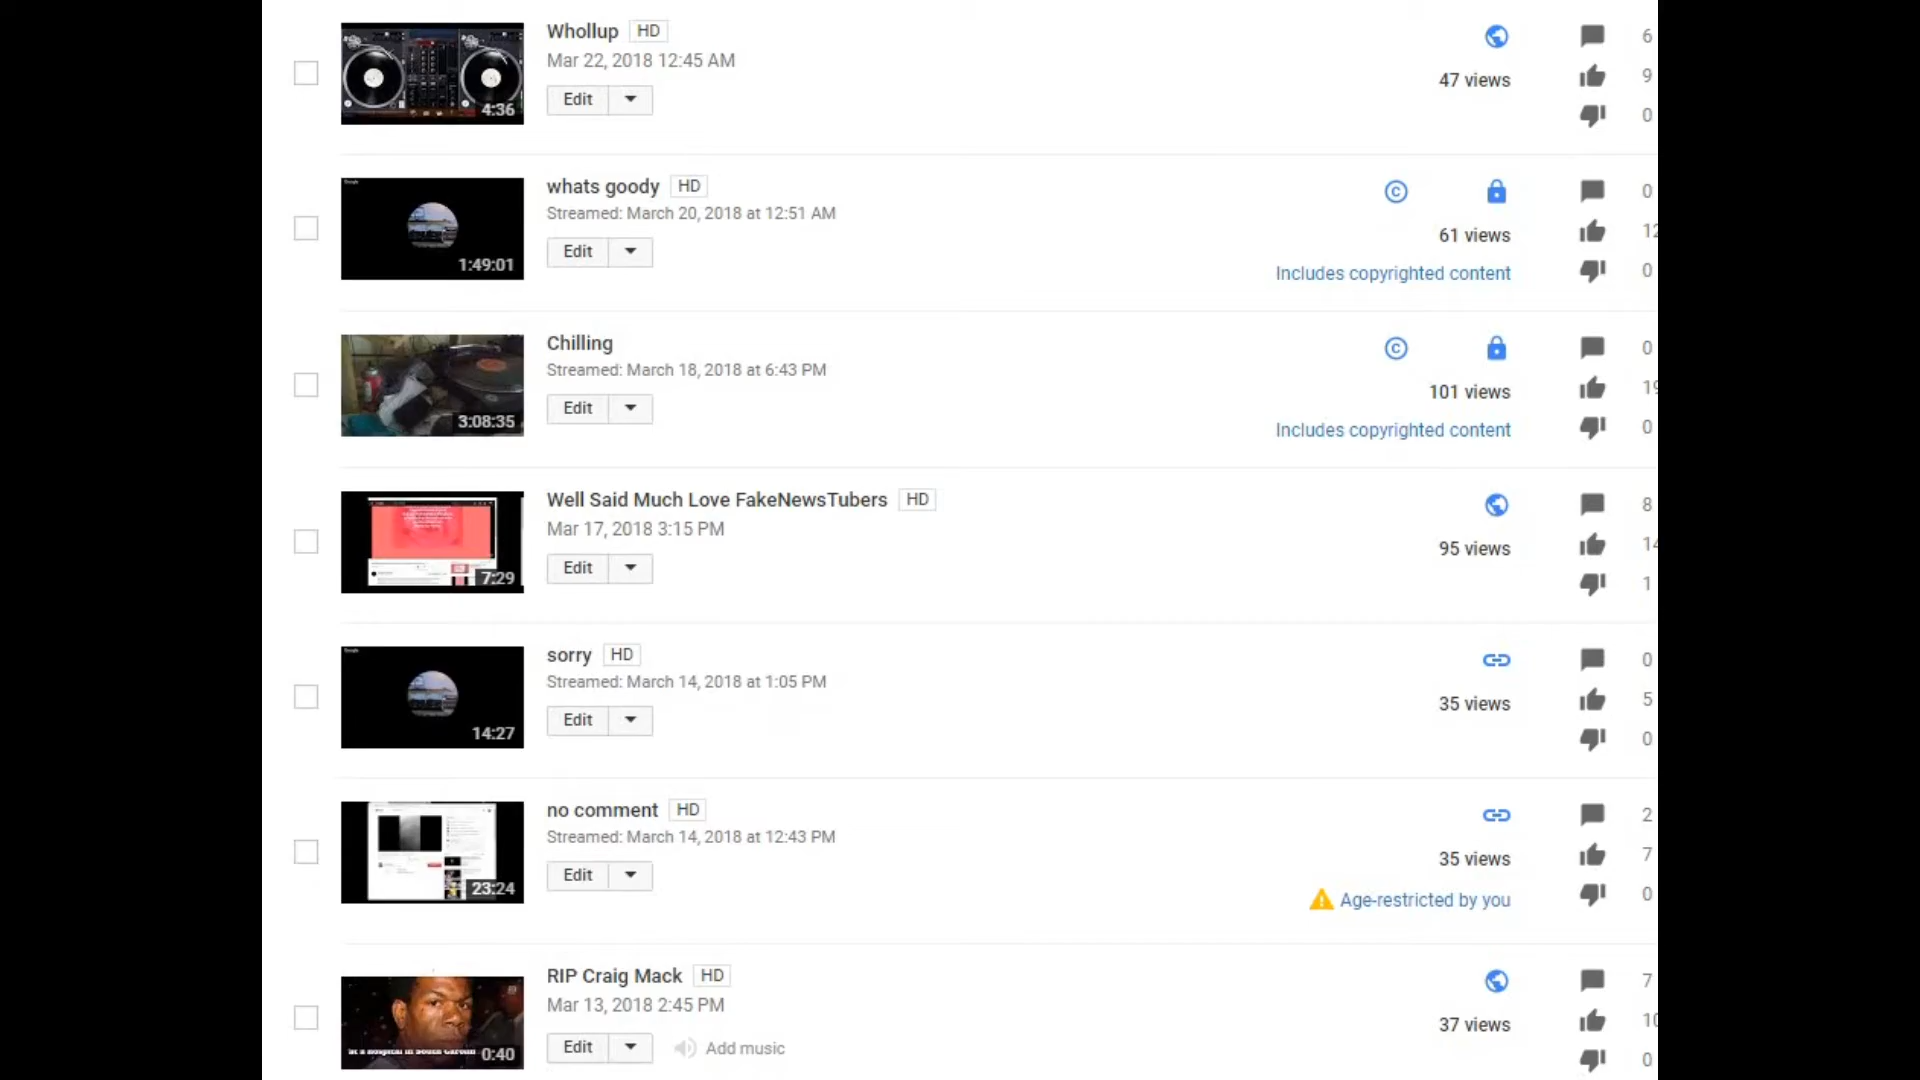 Whollup HD
Mar 22, 2018 12:45 AM
Edit
4:36
47 views
6
9
0
whats goody HD
Streamed: March 20, 2018 at 12:51 AM
Edit
1:49:01
61 views
Includes copyrighted content
0
12
0
Chilling
Streamed: March 18, 2018 at 6:43 PM
Edit
3:08:35
101 views
Includes copyrighted content
0
19
0
Well Said Much Love FakeNewsTubers HD
Mar 17, 2018 3:15 PM
Edit
7:29
95 views
8
14
1
sorry HD
Streamed: March 14, 2018 at 1:05 PM
Edit
14:27
35 views
0
5
0
no comment HD
Streamed: March 14, 2018 at 12:43 PM
Edit
23:24
35 views
Age-restricted by you
2
7
0
RIP Craig Mack HD
Mar 13, 2018 2:45 PM
Edit
Add music
0:40
37 views
7
10
0